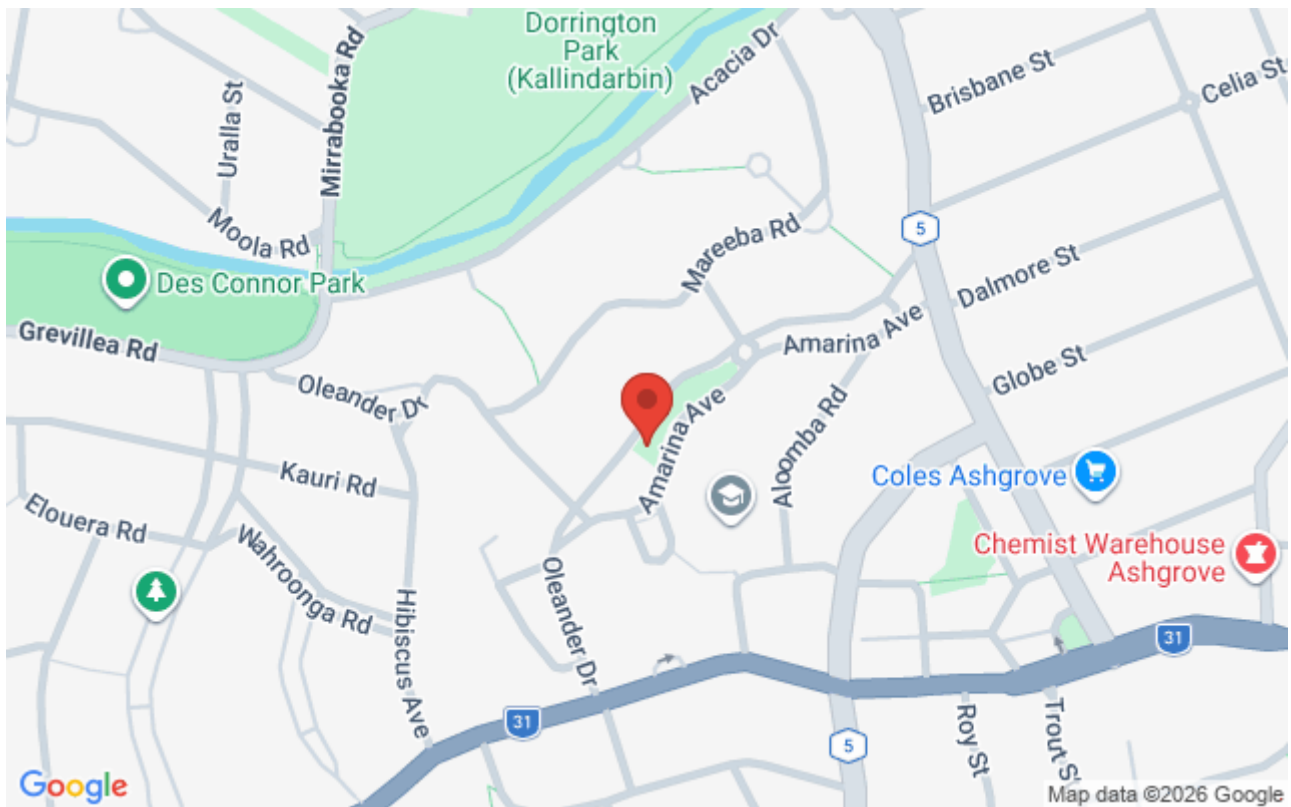 Dorrington
Park
(Kallindarbin)
Acacia Dr
Mirrabooka Rd
Uralla St
Moola Rd
Brisbane St
Celia St
5
Mareeba Rd
Dalmore St
Des Connor Park
Grevillea Rd
Amarina Ave
Globe St
Oleander Dr
Amarina Ave
Aloomba Rd
Kauri Rd
Coles Ashgrove
Elouera Rd
Wahroonga Rd
Chemist Warehouse
Ashgrove
Hibiscus Ave
Oleander Dr
31
31
5
Roy St
Trout S
Google
Map data ©2026 Google